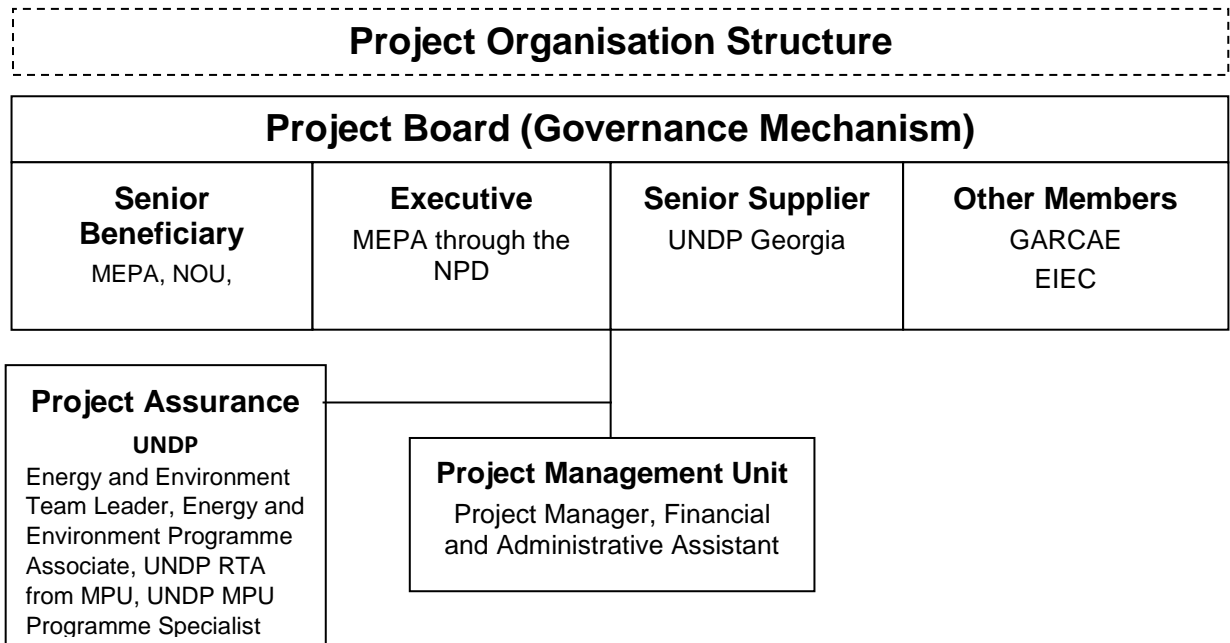 Project Organisation Structure
Project Board (Governance Mechanism)
Senior
Beneficiary
MEPA, NOU,
Executive
MEPA through the
NPD
Senior Supplier
UNDP Georgia
Other Members
GARCAE
EIEC
Project Assurance
UNDP
Energy and Environment
Team Leader, Energy and
Environment Programme
Associate, UNDP RTA
from MPU, UNDP MPU
Programme Specialist
Project Management Unit
Project Manager, Financial
and Administrative Assistant